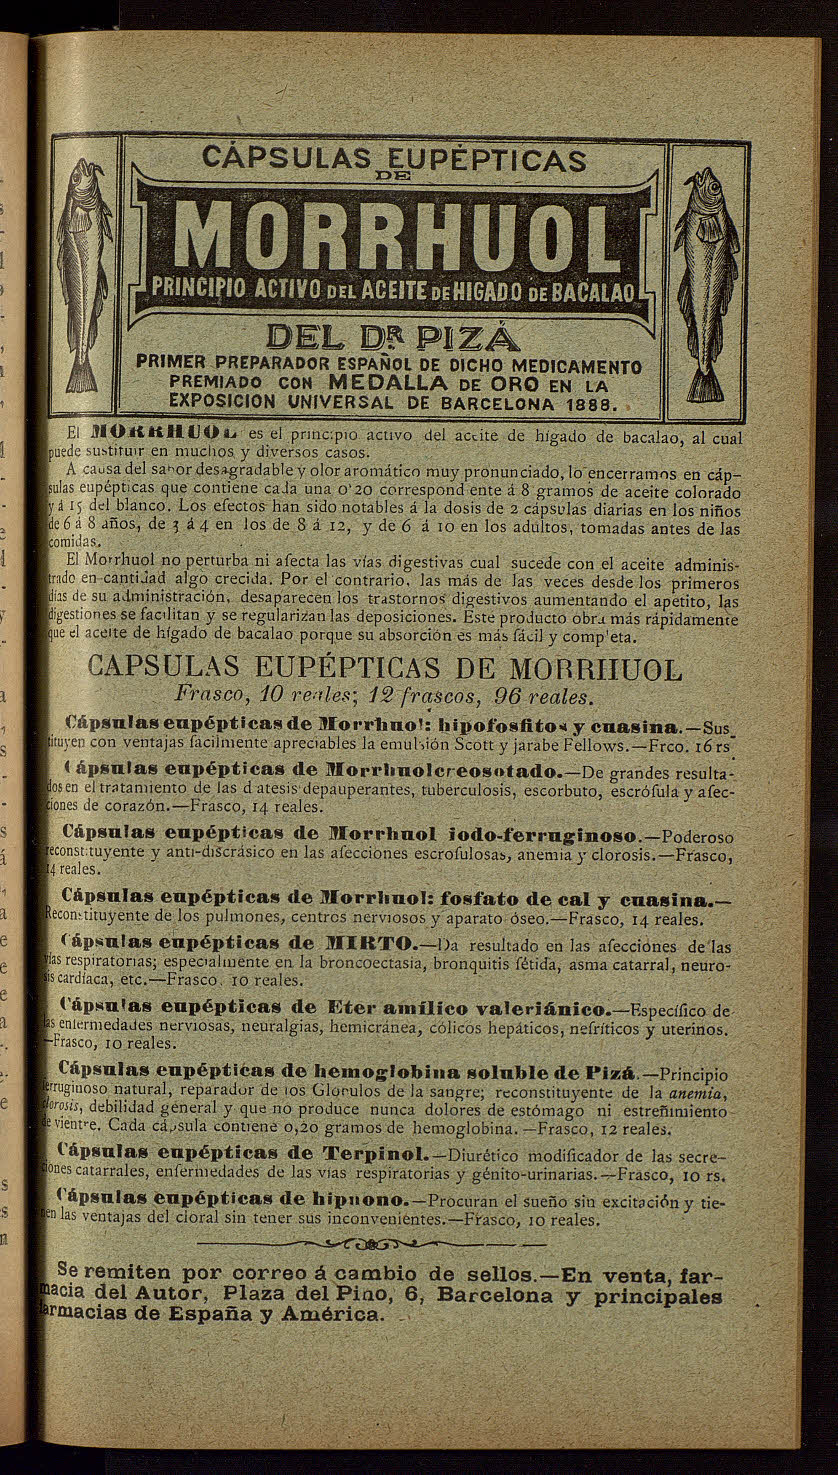 CÁPSULAS EUPÉPTICAS
DE
MORRHUOL
PRINCIPIO ACTIVO DEL ACEITE DE HIGADO DE BACALAO
DEL DR. PIZÁ
PRIMER PREPARADOR ESPAÑOL DE DICHO MEDICAMENTO
PREMIADO CON MEDALLA DE ORO EN LA
EXPOSICION UNIVERSAL DE BARCELONA 1888.
El MORRHUOL es el principio activo del aceite de hígado de bacalao, al cual
puede sustituir en muchos y diversos casos.
A causa del sabor desagradable y olor aromático muy pronunciado, lo encerramos en cáp-
sulas eupépticas que contiene cada una 0'20 correspondente á 8 gramos de aceite colorado
y á 15 del blanco. Los efectos han sido notables á la dosis de 2 cápsulas diarias en los niños
de 6 á 8 años, de 3 á 4 en los de 8 á 12, y de 6 á 10 en los adultos, tomadas antes de las
comidas.
El Morrhuol no perturba ni afecta las vías digestivas cual sucede con el aceite adminis-
trado en cantidad algo crecida. Por el contrario, las más de las veces desde los primeros
días de su administración, desaparecen los trastornos digestivos aumentando el apetito, las
digestiones se facilitan y se regularizan las deposiciones. Este producto obra más rápidamente
que el aceite de hígado de bacalao porque su absorción es más fácil y comp'eta.
CAPSULAS EUPÉPTICAS DE MORRHUOL
Frasco, 10 reales; 12 frascos, 96 reales.
Cápsulas eupépticas de Morrhuol: hipofosfitos y cuasina.—Sus-
tituyen con ventajas facilmente apreciables la emulsión Scott y jarabe Fellows.—Frco. 16 rs
Cápsulas eupépticas de Morrhuol creosotado.—De grandes resulta-
dos en el tratamiento de las d atesis depauperantes, tuberculosis, escorbuto, escrófula y afec-
ciones de corazón.—Frasco, 14 reales.
Cápsulas eupépticas de Morrhuol iodo-ferruginoso.—Poderoso
reconstituyente y anti-discrásico en las afecciones escrofulosas, anemia y clorosis.—Frasco,
14 reales.
Cápsulas eupépticas de Morrhuol: fosfato de cal y cuasina.—
Reconstituyente de los pulmones, centros nerviosos y aparato óseo.—Frasco, 14 reales.
Cápsulas eupépticas de MIRTO.—Da resultado en las afecciónes de las
vías respiratorias; especialmente en la broncoectasia, bronquitis fétida, asma catarral, neuro-
sis cardíaca, etc.—Frasco, 10 reales.
Cápsulas eupépticas de Eter amílico valeriánico.—Específico de
las enfermedades nerviosas, neuralgias, hemicránea, cólicos hepáticos, nefríticos y uterinos.
—Frasco, 10 reales.
Cápsulas eupépticas de hemoglobina soluble de Pizá.—Principio
ferruginoso natural, reparador de los Glóbulos de la sangre; reconstituyente de la anemia,
clorosis, debilidad general y que no produce nunca dolores de estómago ni estreñimiento
de vientre. Cada cápsula contiene 0,20 gramos de hemoglobina.—Frasco, 12 reales.
Cápsulas eupépticas de Terpinol.—Diurético modificador de las secre-
ciones catarrales, enfermedades de las vías respiratorias y génito-urinarias.—Frasco, 10 rs.
Cápsulas eupépticas de hipnono.—Procuran el sueño sin excitación y tie-
nen las ventajas del cloral sin tener sus inconvenientes.—Frasco, 10 reales.
Se remiten por correo á cambio de sellos.—En venta, far-
macia del Autor, Plaza del Pino, 6, Barcelona y principales
farmacias de España y América.